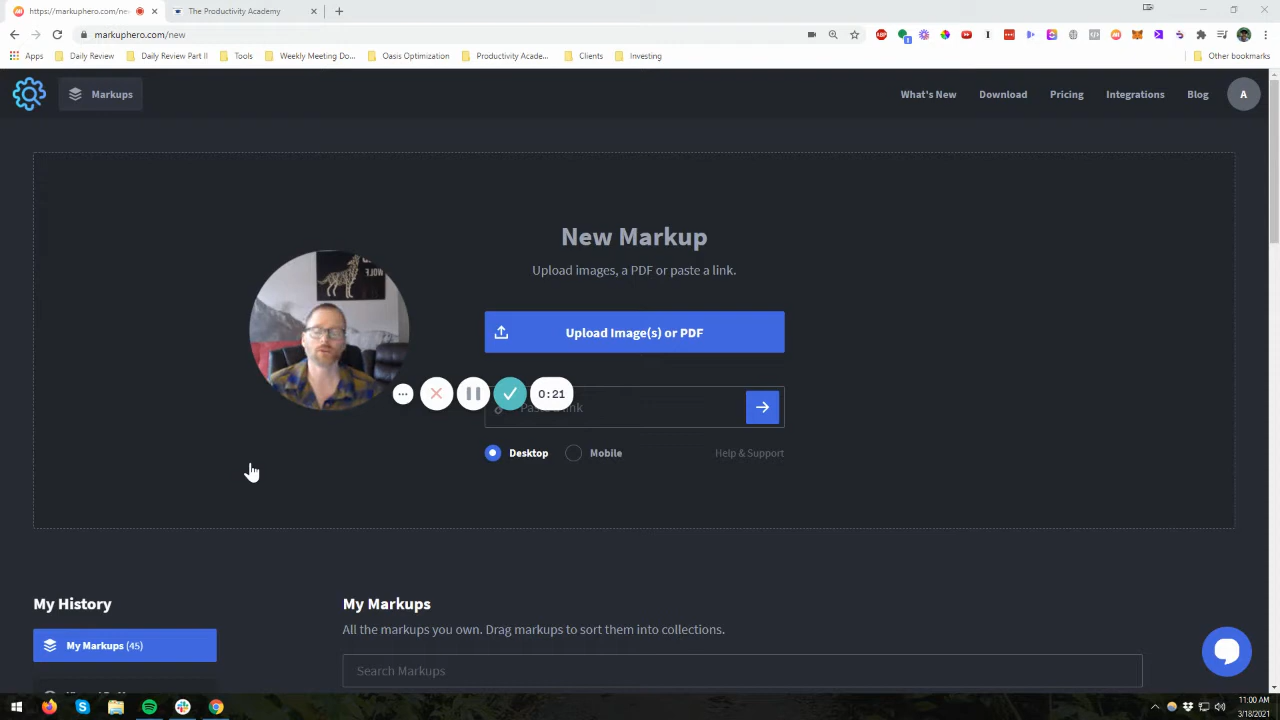 https://markuphero.com/ne
The Productivity Academy
markuphero.com/new
Apps
Daily Review
Daily Review Part II
Tools
Weekly Meeting Do...
Oasis Optimization
Productivity Acade...
Clients
Investing
Other bookmarks
Markups
What's New
Download
Pricing
Integrations
Blog
A
New Markup
Upload images, a PDF or paste a link.
WOLF
Upload Image(s) or PDF
0:21
Desktop
Mobile
Help & Support
My History
My Markups
My Markups (45)
All the markups you own. Drag markups to sort them into collections.
Search Markups
11:00 AM
3/18/2021